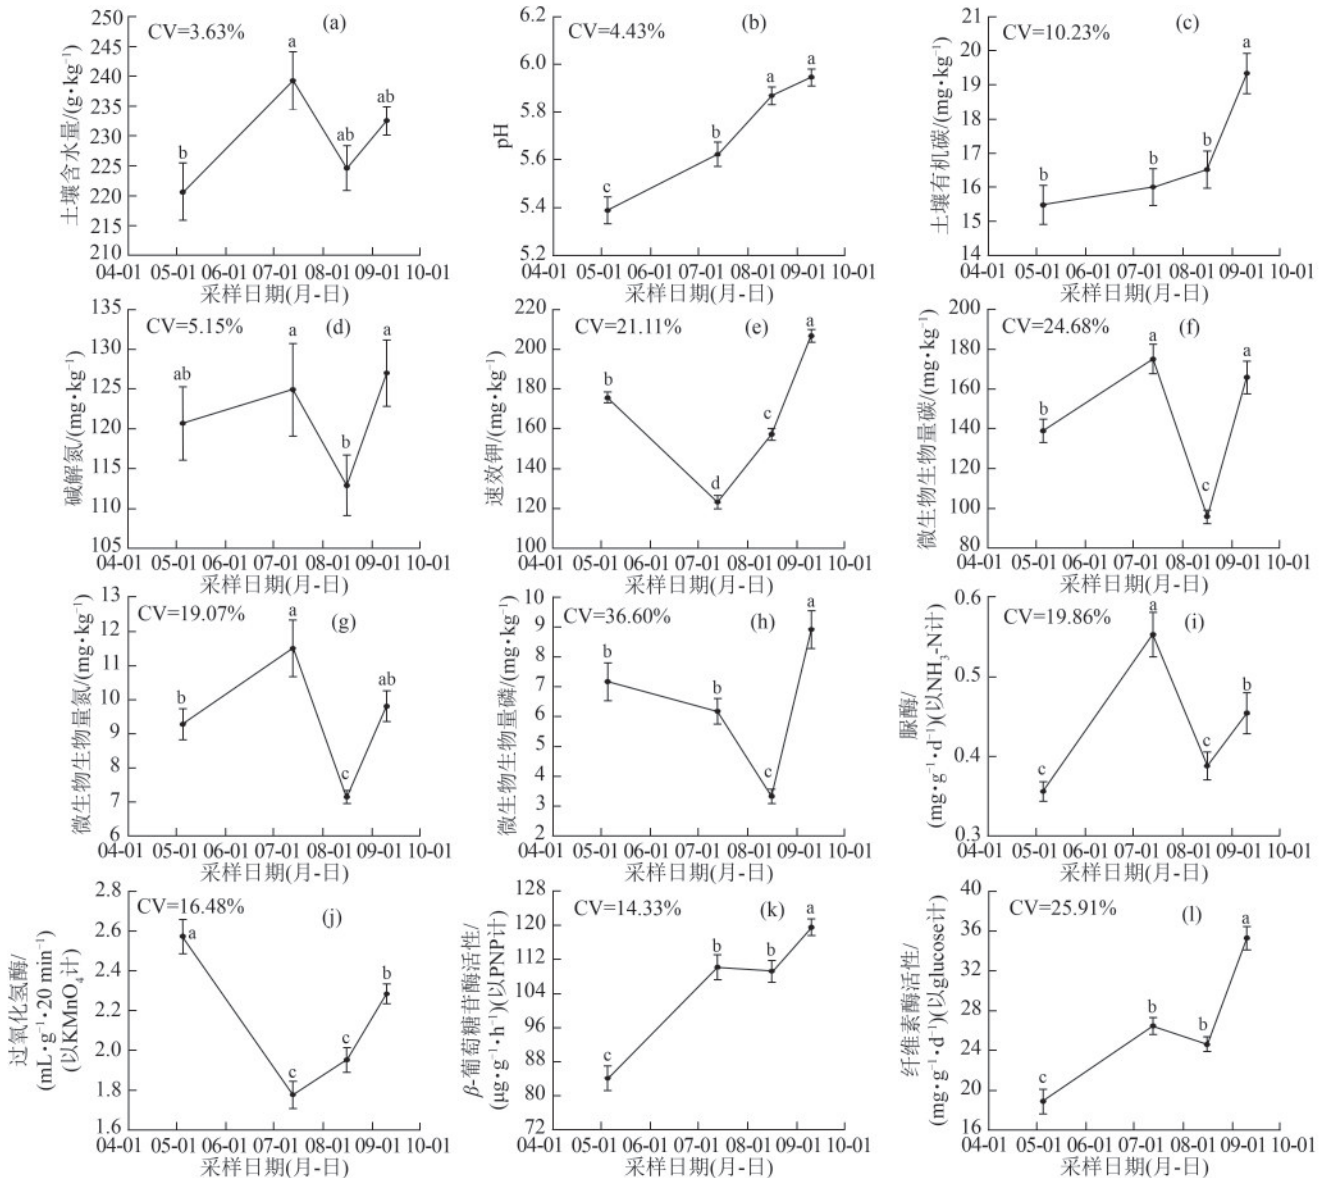 (a)
CV=3.63%
250
245
240
235
230
225
220
215
210
土壤含水量/(g•kg⁻¹)
b
a
ab
ab
04-01 05-01 06-01 07-01 08-01 09-01 10-01
采样日期(月-日)
(b)
CV=4.43%
6.2
6.0
5.8
5.6
5.4
5.2
pH
c
b
a
a
04-01 05-01 06-01 07-01 08-01 09-01 10-01
采样日期(月-日)
(c)
CV=10.23%
21
20
19
18
17
16
15
14
土壤有机碳/(mg•kg⁻¹)
b
b
b
a
04-01 05-01 06-01 07-01 08-01 09-01 10-01
采样日期(月-日)
(d)
CV=5.15%
135
130
125
120
115
110
105
碱解氮/(mg•kg⁻¹)
ab
a
b
a
04-01 05-01 06-01 07-01 08-01 09-01 10-01
采样日期(月-日)
(e)
CV=21.11%
220
200
180
160
140
120
100
速效钾/(mg•kg⁻¹)
b
d
c
a
04-01 05-01 06-01 07-01 08-01 09-01 10-01
采样日期(月-日)
(f)
CV=24.68%
200
180
160
140
120
100
80
微生物生物量碳/(mg•kg⁻¹)
b
a
c
a
04-01 05-01 06-01 07-01 08-01 09-01 10-01
采样日期(月-日)
(g)
CV=19.07%
13
12
11
10
9
8
7
6
微生物生物量氮/(mg•kg⁻¹)
b
a
c
ab
04-01 05-01 06-01 07-01 08-01 09-01 10-01
采样日期(月-日)
(h)
CV=36.60%
10
9
8
7
6
5
4
3
2
微生物生物量磷/(mg•kg⁻¹)
b
b
c
a
04-01 05-01 06-01 07-01 08-01 09-01 10-01
采样日期(月-日)
(i)
CV=19.86%
0.6
0.5
0.4
0.3
脲酶/
(mg•g⁻¹•d⁻¹)(以NH₃-N计)
c
a
c
b
04-01 05-01 06-01 07-01 08-01 09-01 10-01
采样日期(月-日)
(j)
CV=16.48%
2.8
2.6
2.4
2.2
2.0
1.8
1.6
过氧化氢酶/
(mL•g⁻¹•20 min⁻¹)
(以KMnO₄计)
a
c
c
b
04-01 05-01 06-01 07-01 08-01 09-01 10-01
采样日期(月-日)
(k)
CV=14.33%
128
120
112
104
96
88
80
72
β-葡萄糖苷酶活性/
(μg•g⁻¹•h⁻¹)(以PNP计)
c
b
b
a
04-01 05-01 06-01 07-01 08-01 09-01 10-01
采样日期(月-日)
(l)
CV=25.91%
40
36
32
28
24
20
16
纤维素酶活性/
(mg•g⁻¹•d⁻¹)(以glucose计)
c
b
b
a
04-01 05-01 06-01 07-01 08-01 09-01 10-01
采样日期(月-日)